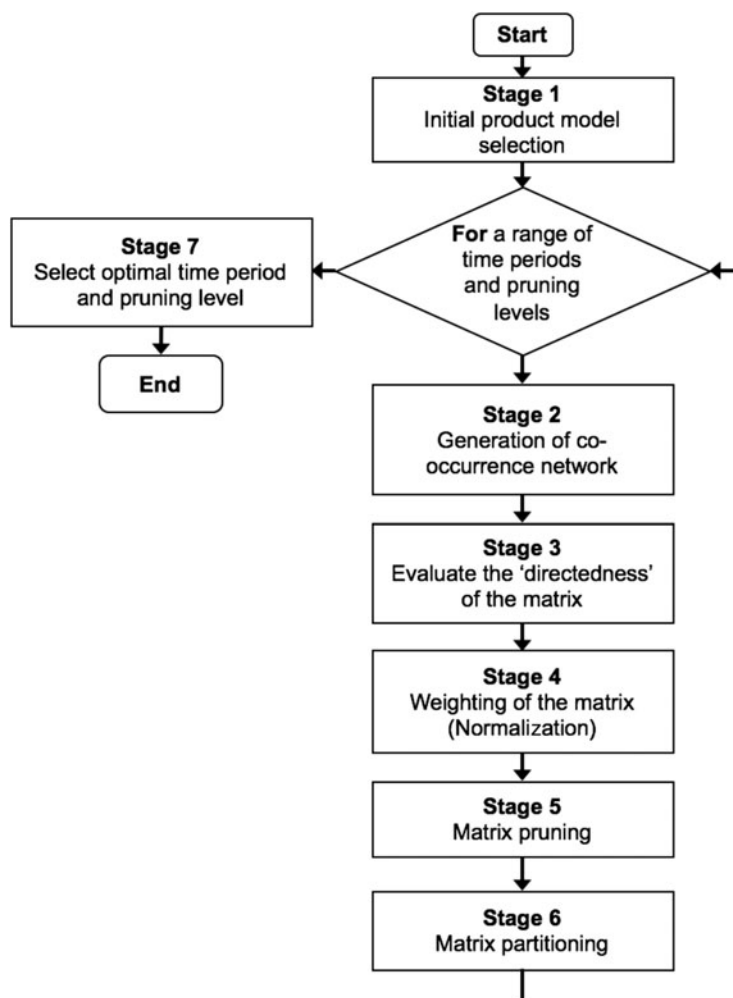 Start
Stage 1
Initial product model
selection
For a range of
time periods
and pruning
levels
Stage 7
Select optimal time period
and pruning level
End
Stage 2
Generation of co-
occurrence network
Stage 3
Evaluate the ‘directedness’
of the matrix
Stage 4
Weighting of the matrix
(Normalization)
Stage 5
Matrix pruning
Stage 6
Matrix partitioning